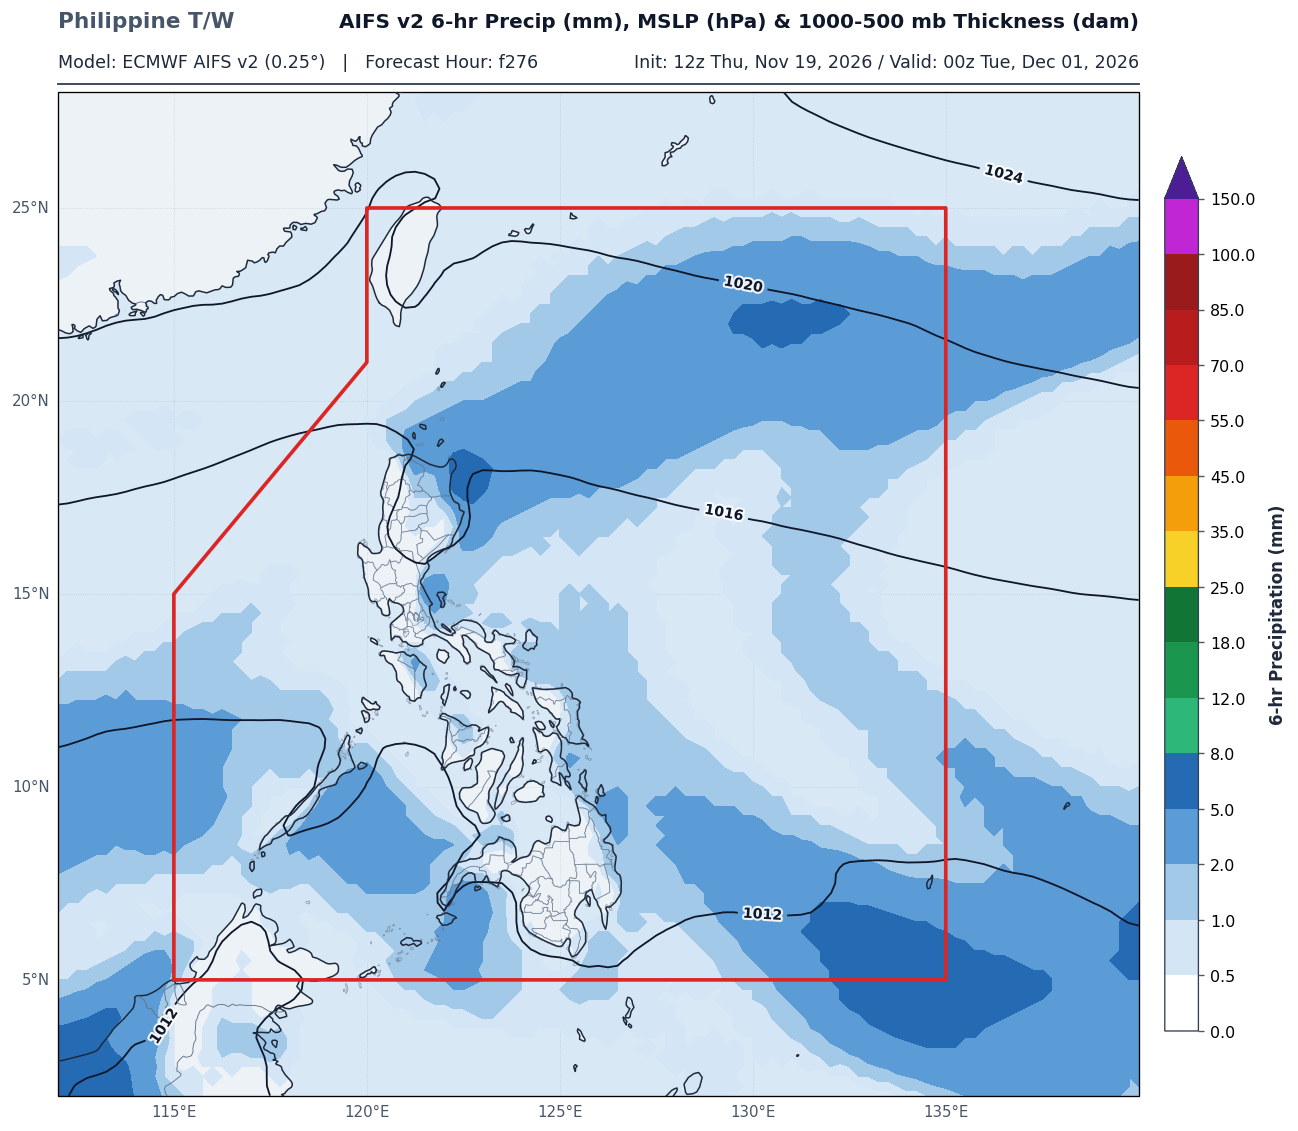 Philippine T/W
AIFS v2 6-hr Precip (mm), MSLP (hPa) & 1000-500 mb Thickness (dam)
Model: ECMWF AIFS v2 (0.25°) | Forecast Hour: f276
Init: 12z Thu, Nov 19, 2026 / Valid: 00z Tue, Dec 01, 2026
1024
1020
1016
1012
1012
25°N
20°N
15°N
10°N
5°N
115°E
120°E
125°E
130°E
135°E
150.0
100.0
85.0
70.0
55.0
45.0
35.0
25.0
18.0
12.0
8.0
5.0
2.0
1.0
0.5
0.0
6-hr Precipitation (mm)